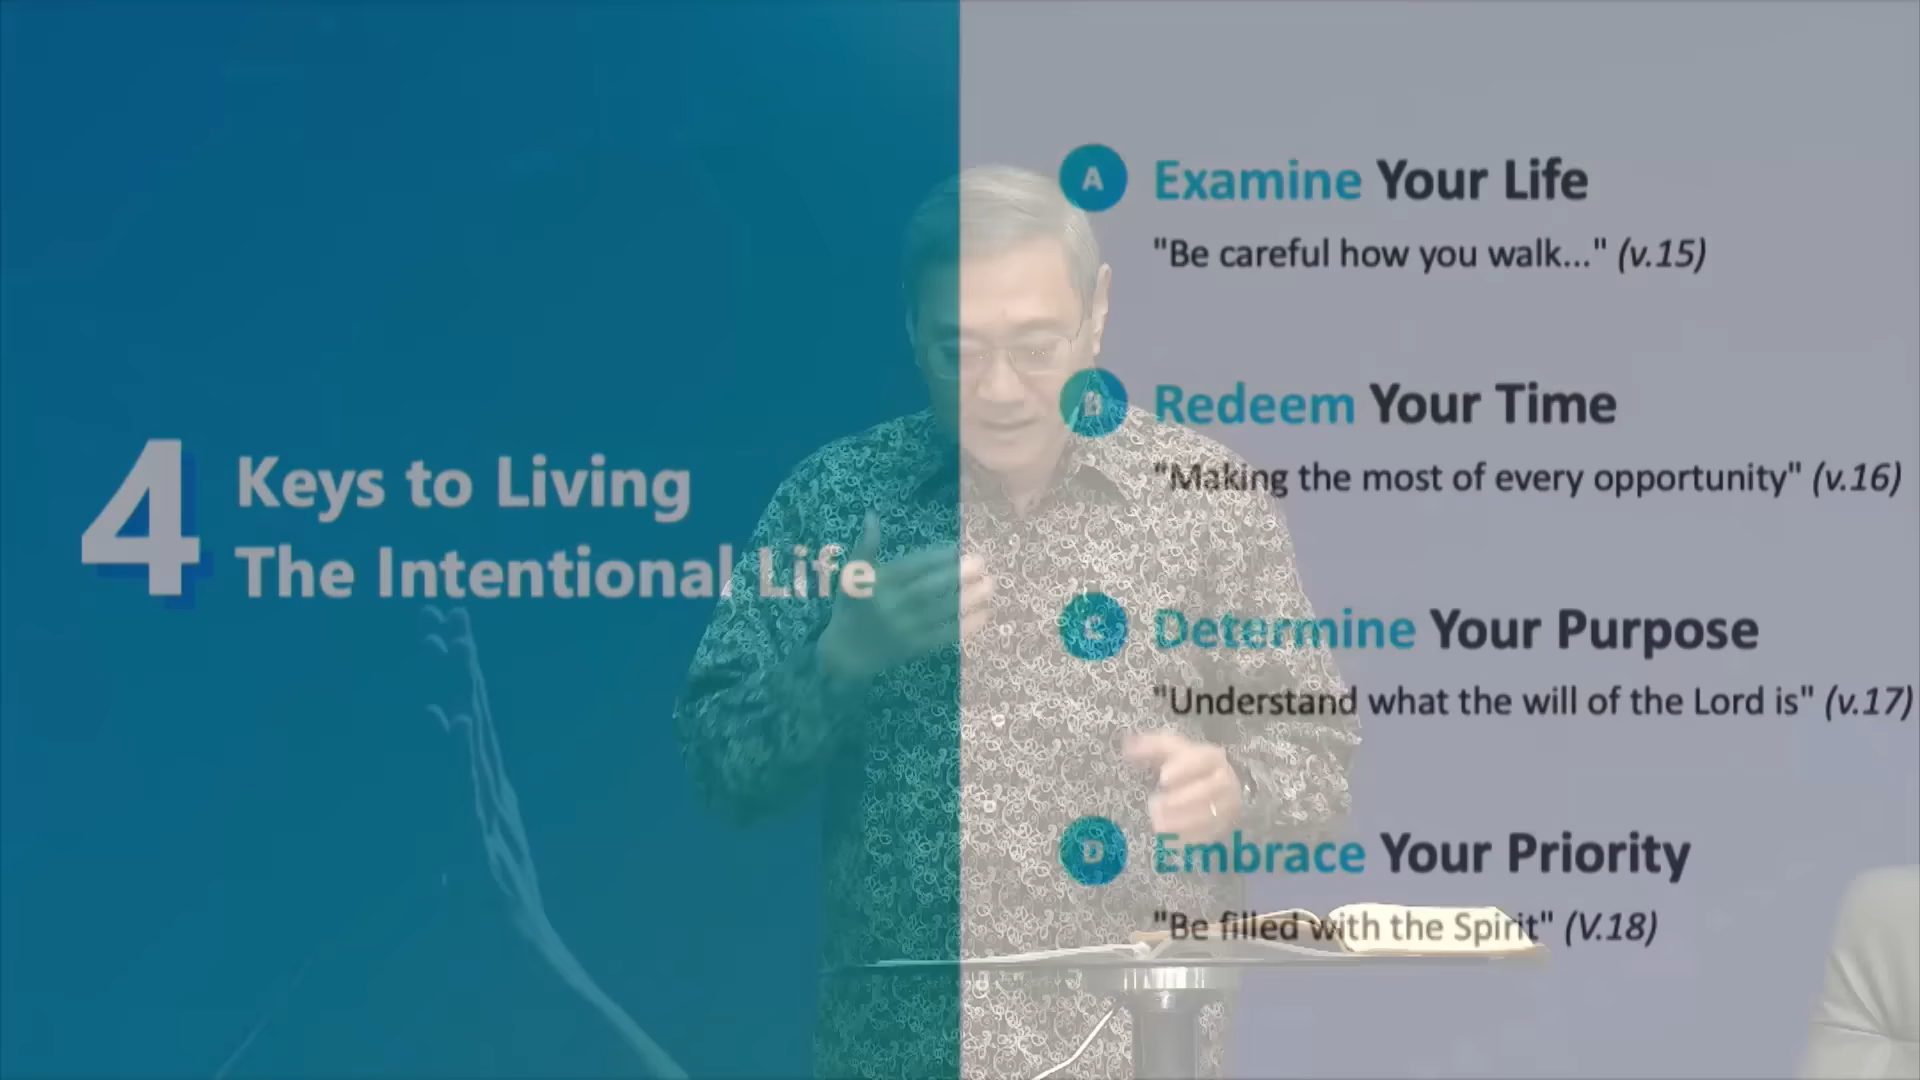 4
Keys to Living
The Intentional Life
A
Examine Your Life
"Be careful how you walk..." (v.15)
B
Redeem Your Time
"Making the most of every opportunity" (v.16)
C
Determine Your Purpose
"Understand what the will of the Lord is" (v.17)
D
Embrace Your Priority
"Be filled with the Spirit" (V.18)